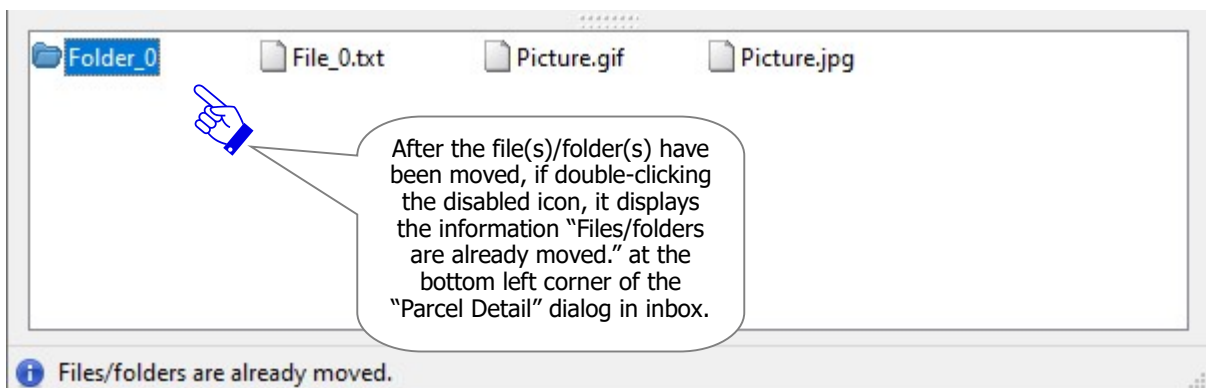 Folder_0 File_0.txt Picture.gif Picture.jpg
After the file(s)/folder(s) have
been moved, if double-clicking
the disabled icon, it displays
the information “Files/folders
are already moved.” at the
bottom left corner of the
“Parcel Detail” dialog in inbox.
Files/folders are already moved.